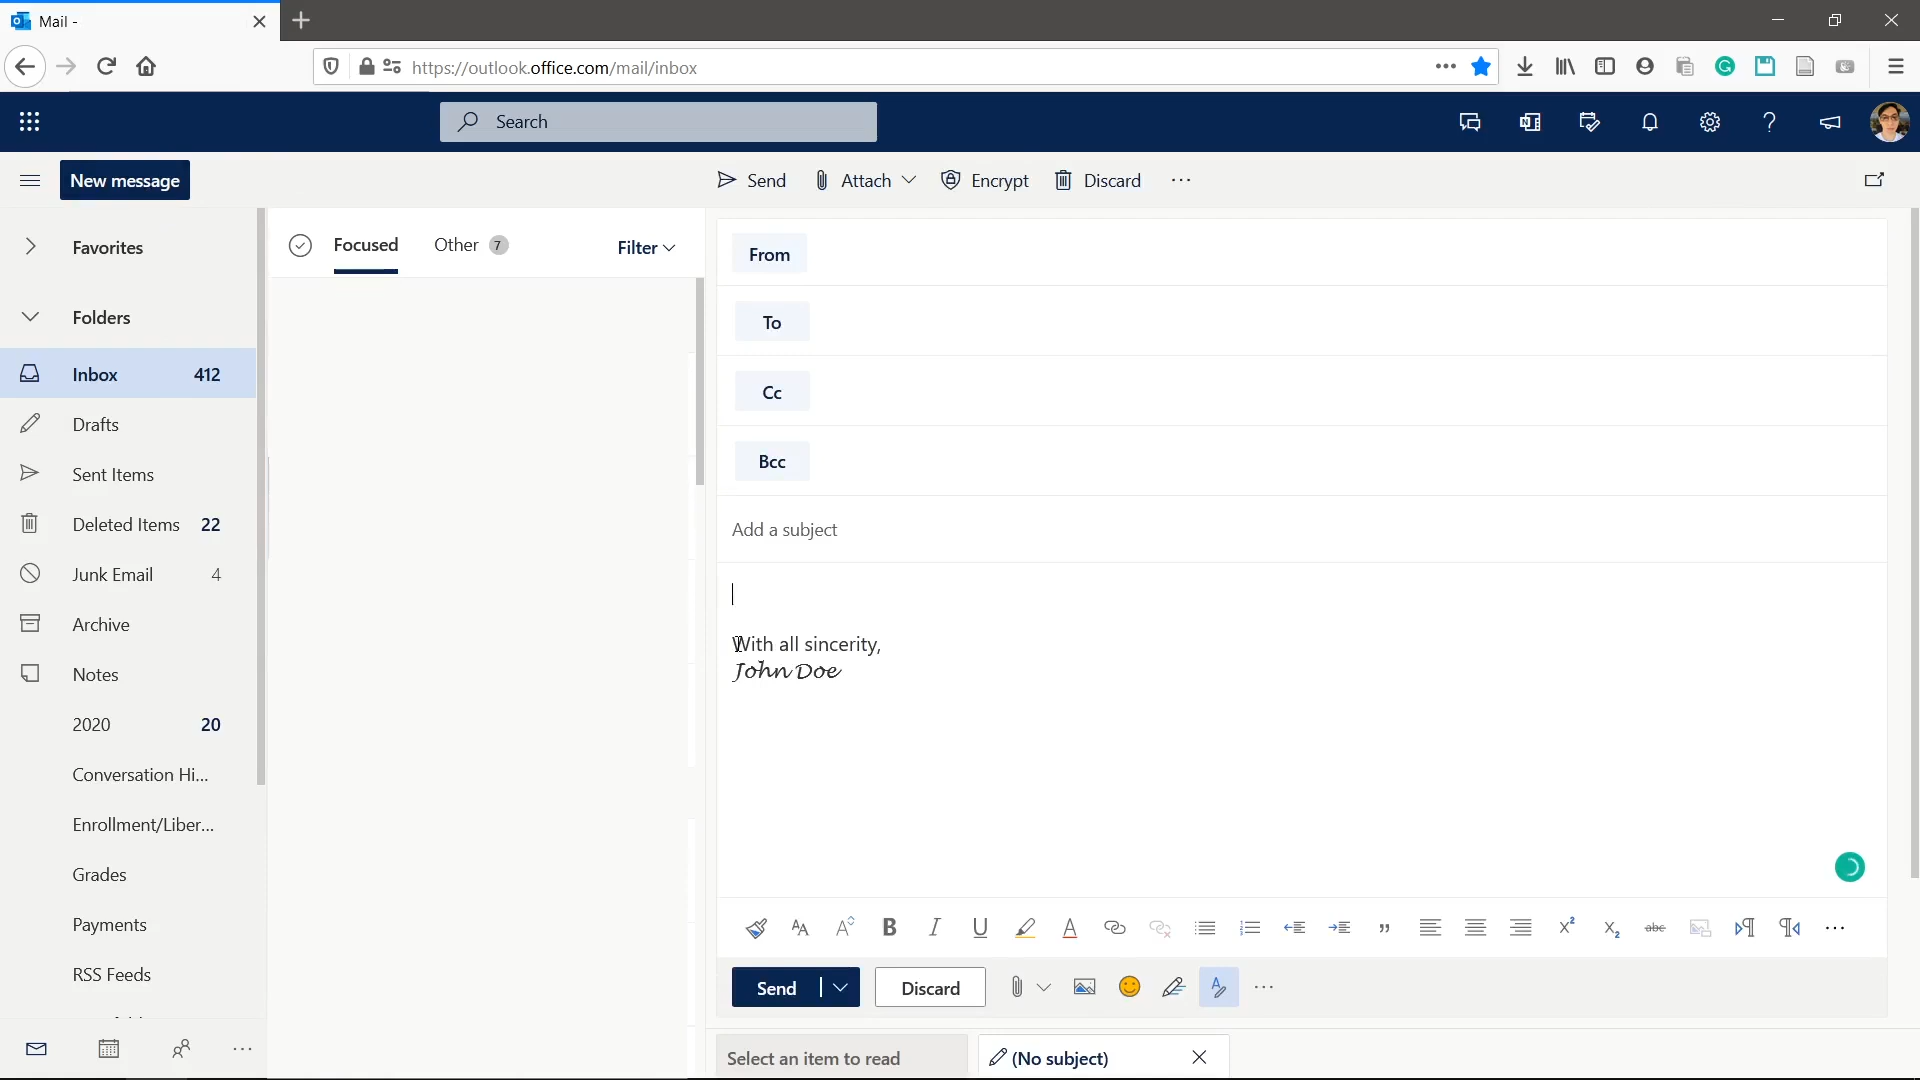 Mail -
https://outlook.office.com/mail/inbox
Search
New message
Send
Attach
Encrypt
Discard
Favorites
Folders
Inbox 412
Drafts
Sent Items
Deleted Items 22
Junk Email 4
Archive
Notes
2020 20
Conversation Hi...
Enrollment/Liber...
Grades
Payments
RSS Feeds
Focused
Other 7
Filter
From
To
Cc
Bcc
Add a subject
With all sincerity,
John Doe
Send
Discard
Select an item to read
(No subject)